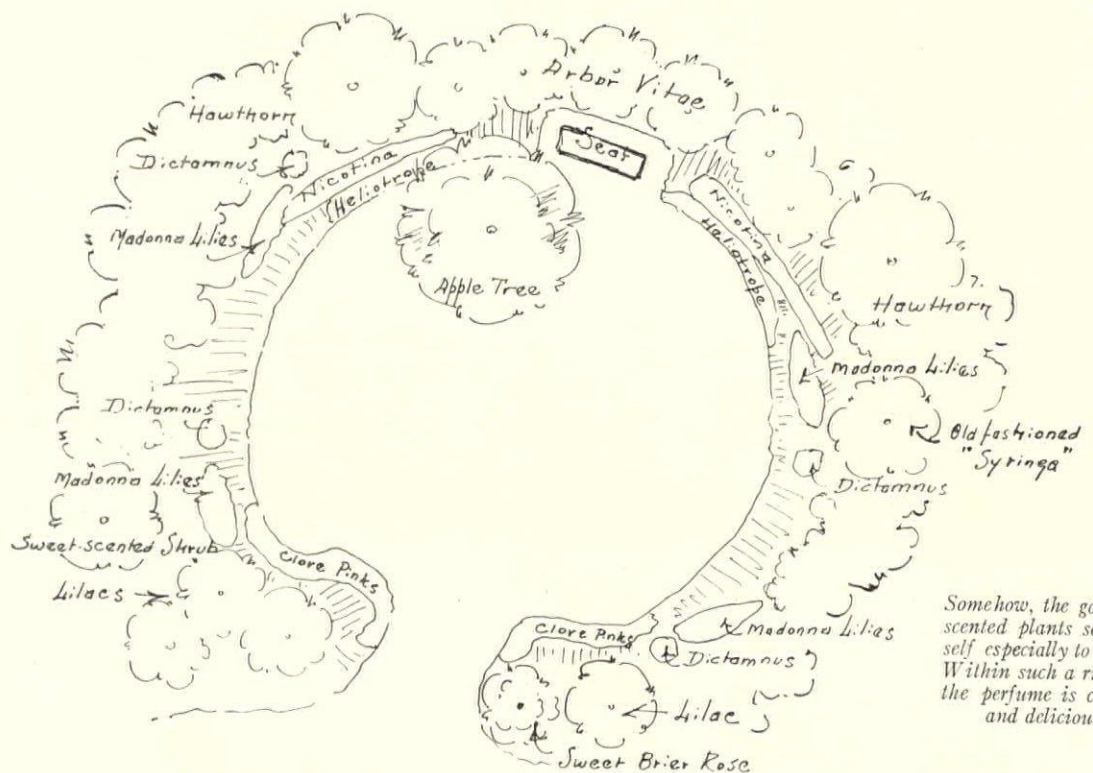 Arbor Vitae
Hawthorn
Seat
Dictamnus
Nicotina
Heliotrope
Madonna Lilies
Nicotina
Heliotrope
Apple Tree
Hawthorn
Madonna Lilies
Dictamnus
Old fashioned
"Syringa"
Madonna Lilies
Dictamnus
Sweet-scented Shrub
Clove Pinks
Lilacs
Somehow, the
scented plants
self especially to
Within such a
the perfume is
and
Clove Pinks
Madonna Lilies
Dictamnus
Lilac
Sweet Brier Rose